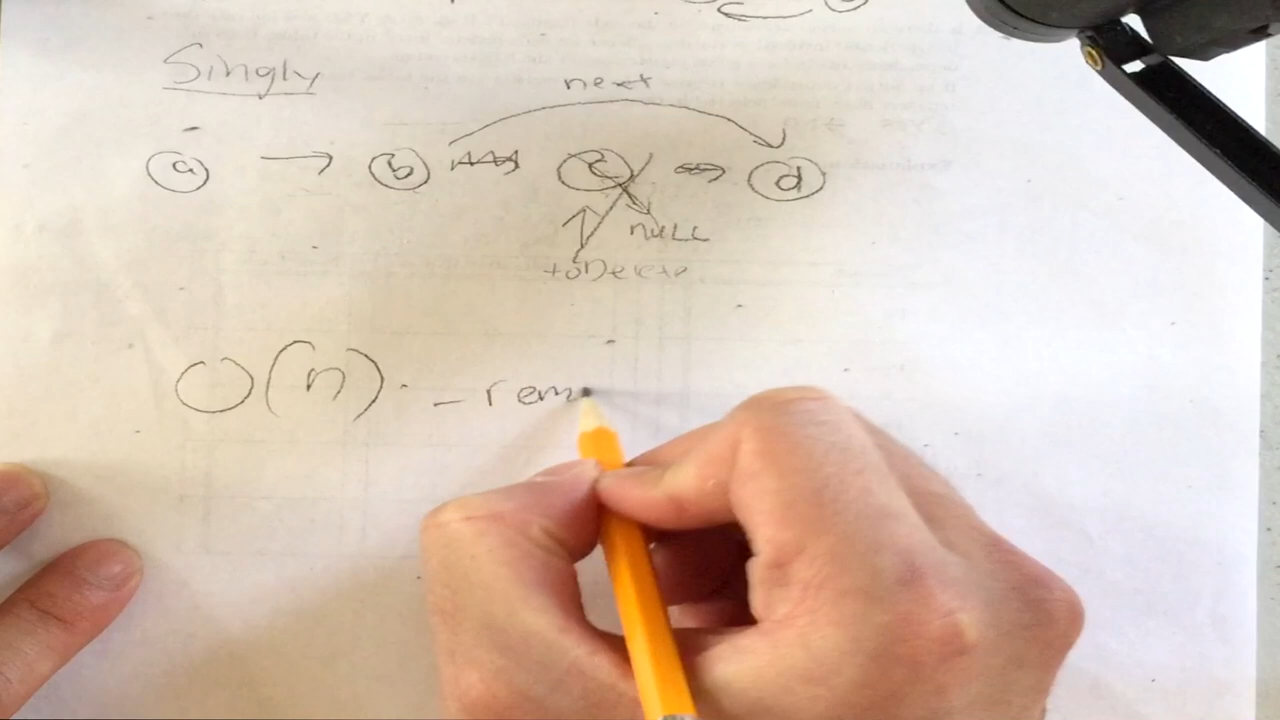 Singly
next
a → b c d
NULL
toDelete
O(n). - rem